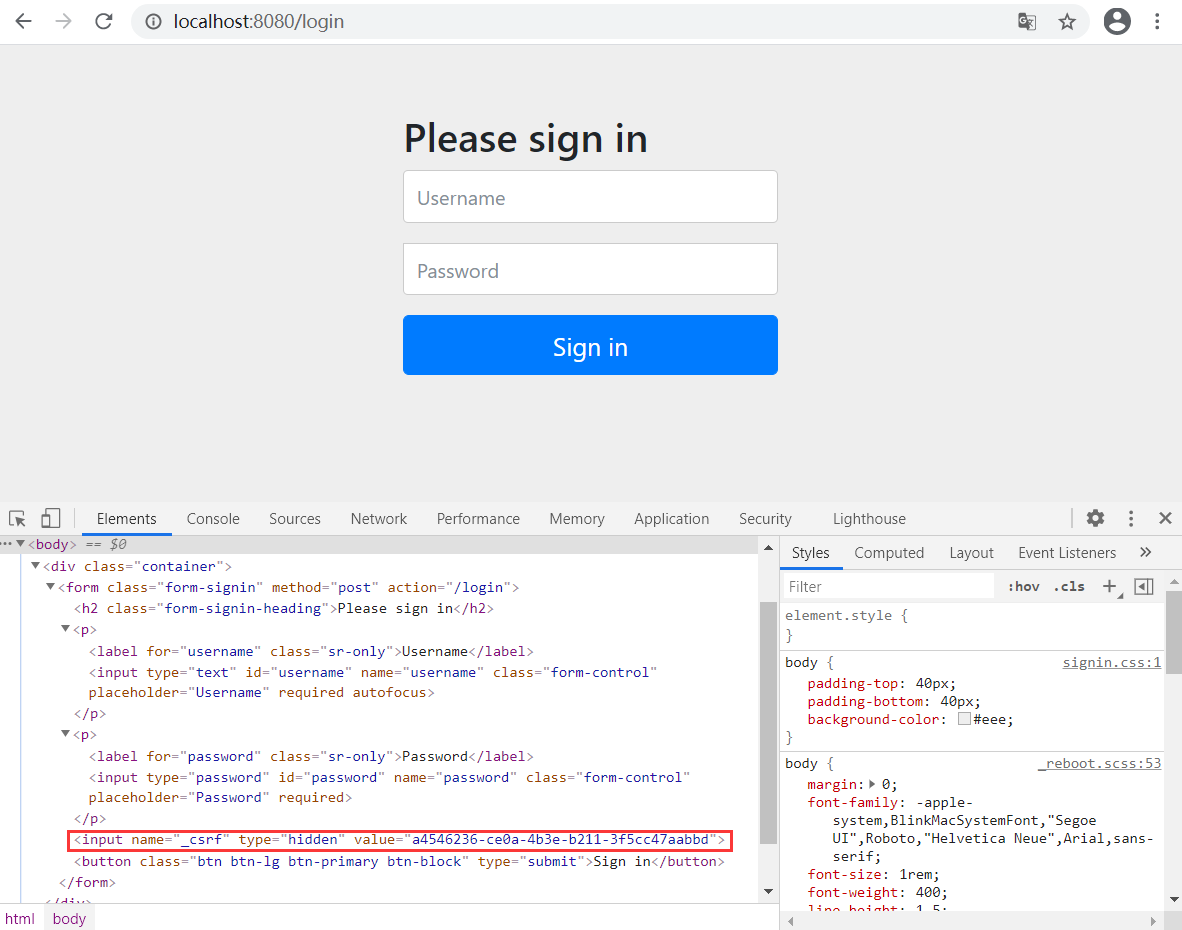 localhost:8080/login
Please sign in
Username
Password
Sign in
Elements Console Sources Network Performance Memory Application Security Lighthouse
<body> == $0
<div class="container">
<form class="form-signin" method="post" action="/login">
<h2 class="form-signin-heading">Please sign in</h2>
<p>
<label for="username" class="sr-only">Username</label>
<input type="text" id="username" name="username" class="form-control"
placeholder="Username" required autofocus>
</p>
<p>
<label for="password" class="sr-only">Password</label>
<input type="password" id="password" name="password" class="form-control"
placeholder="Password" required>
</p>
<input name="_csrf" type="hidden" value="a4546236-ce0a-4b3e-b211-3f5cc47aabbd">
<button class="btn btn-lg btn-primary btn-block" type="submit">Sign in</button>
</form>
</div>
html body
Styles Computed Layout Event Listeners »
Filter :hov .cls +
element.style {
}
body { signin.css:1
padding-top: 40px;
padding-bottom: 40px;
background-color: #eee;
}
body { _reboot.scss:53
margin: 0;
font-family: -apple-
system,BlinkMacSystemFont,"Segoe
UI",Roboto,"Helvetica Neue",Arial,sans-
serif;
font-size: 1rem;
font-weight: 400;
line-height: 1.5;